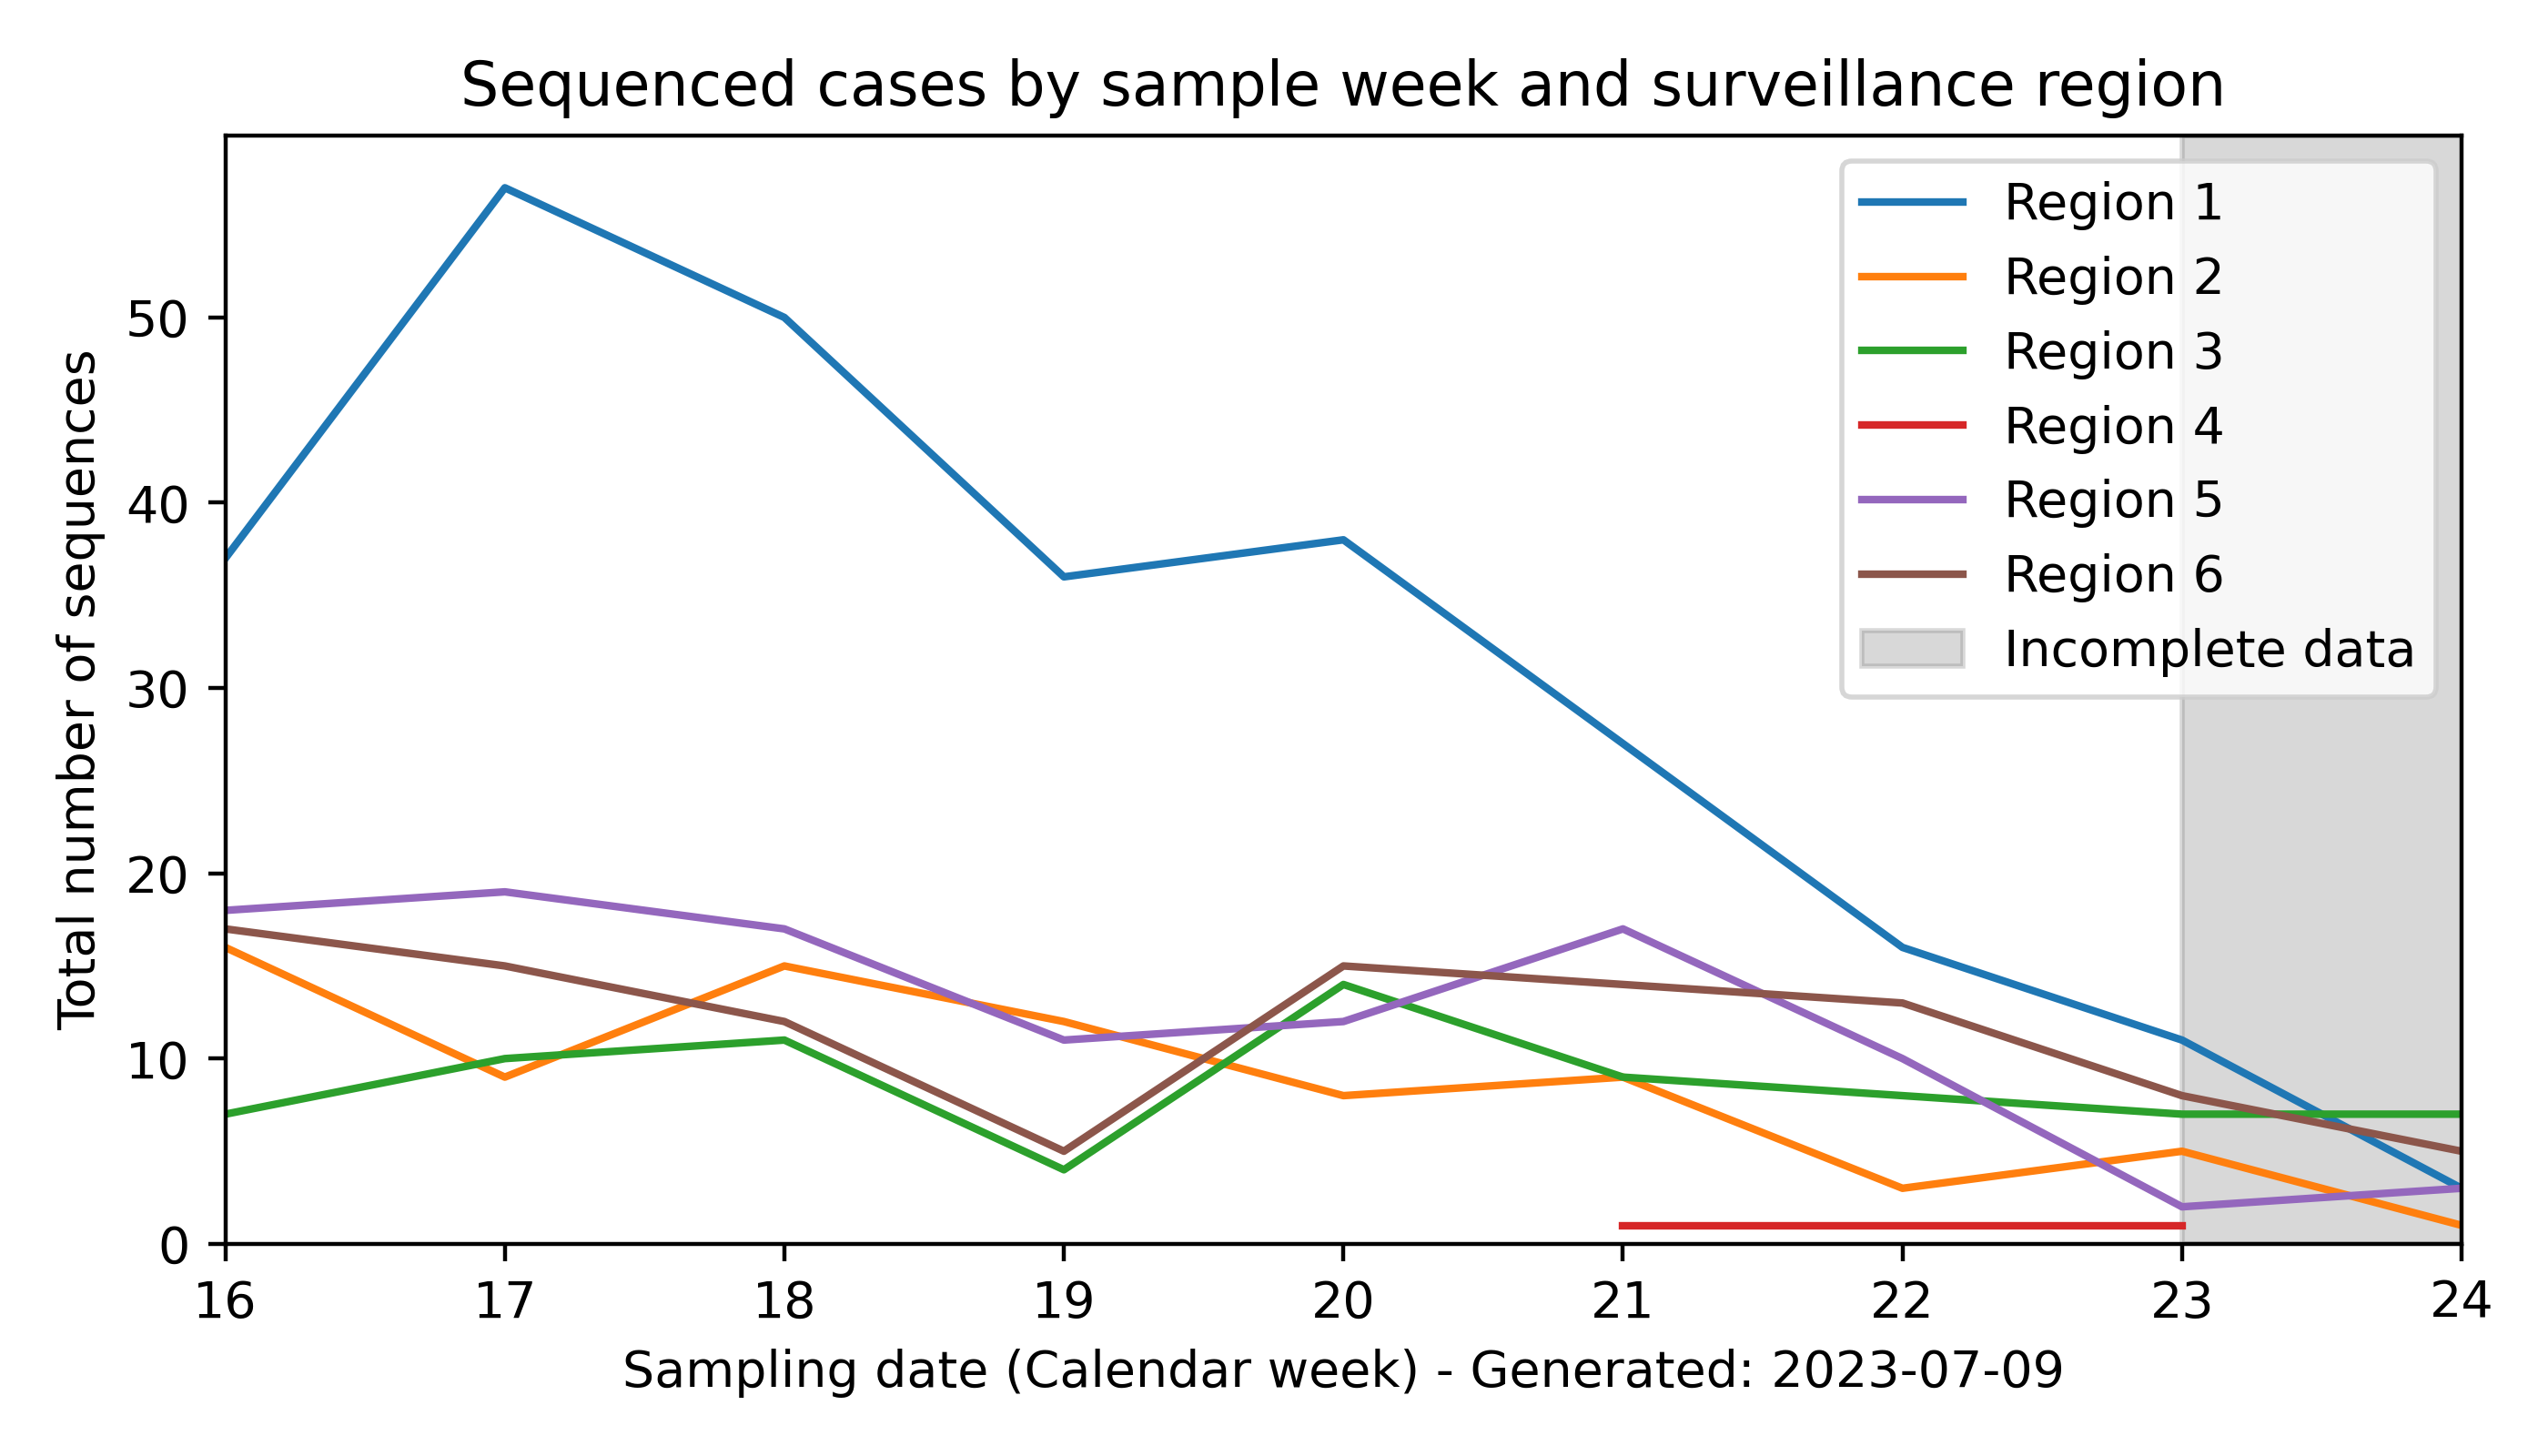 Sequenced cases by sample week and surveillance region
Total number of sequences
50
40
30
20
10
0
Region 1
Region 2
Region 3
Region 4
Region 5
Region 6
Incomplete data
16 17 18 19 20 21 22 23 24
Sampling date (Calendar week) - Generated: 2023-07-09